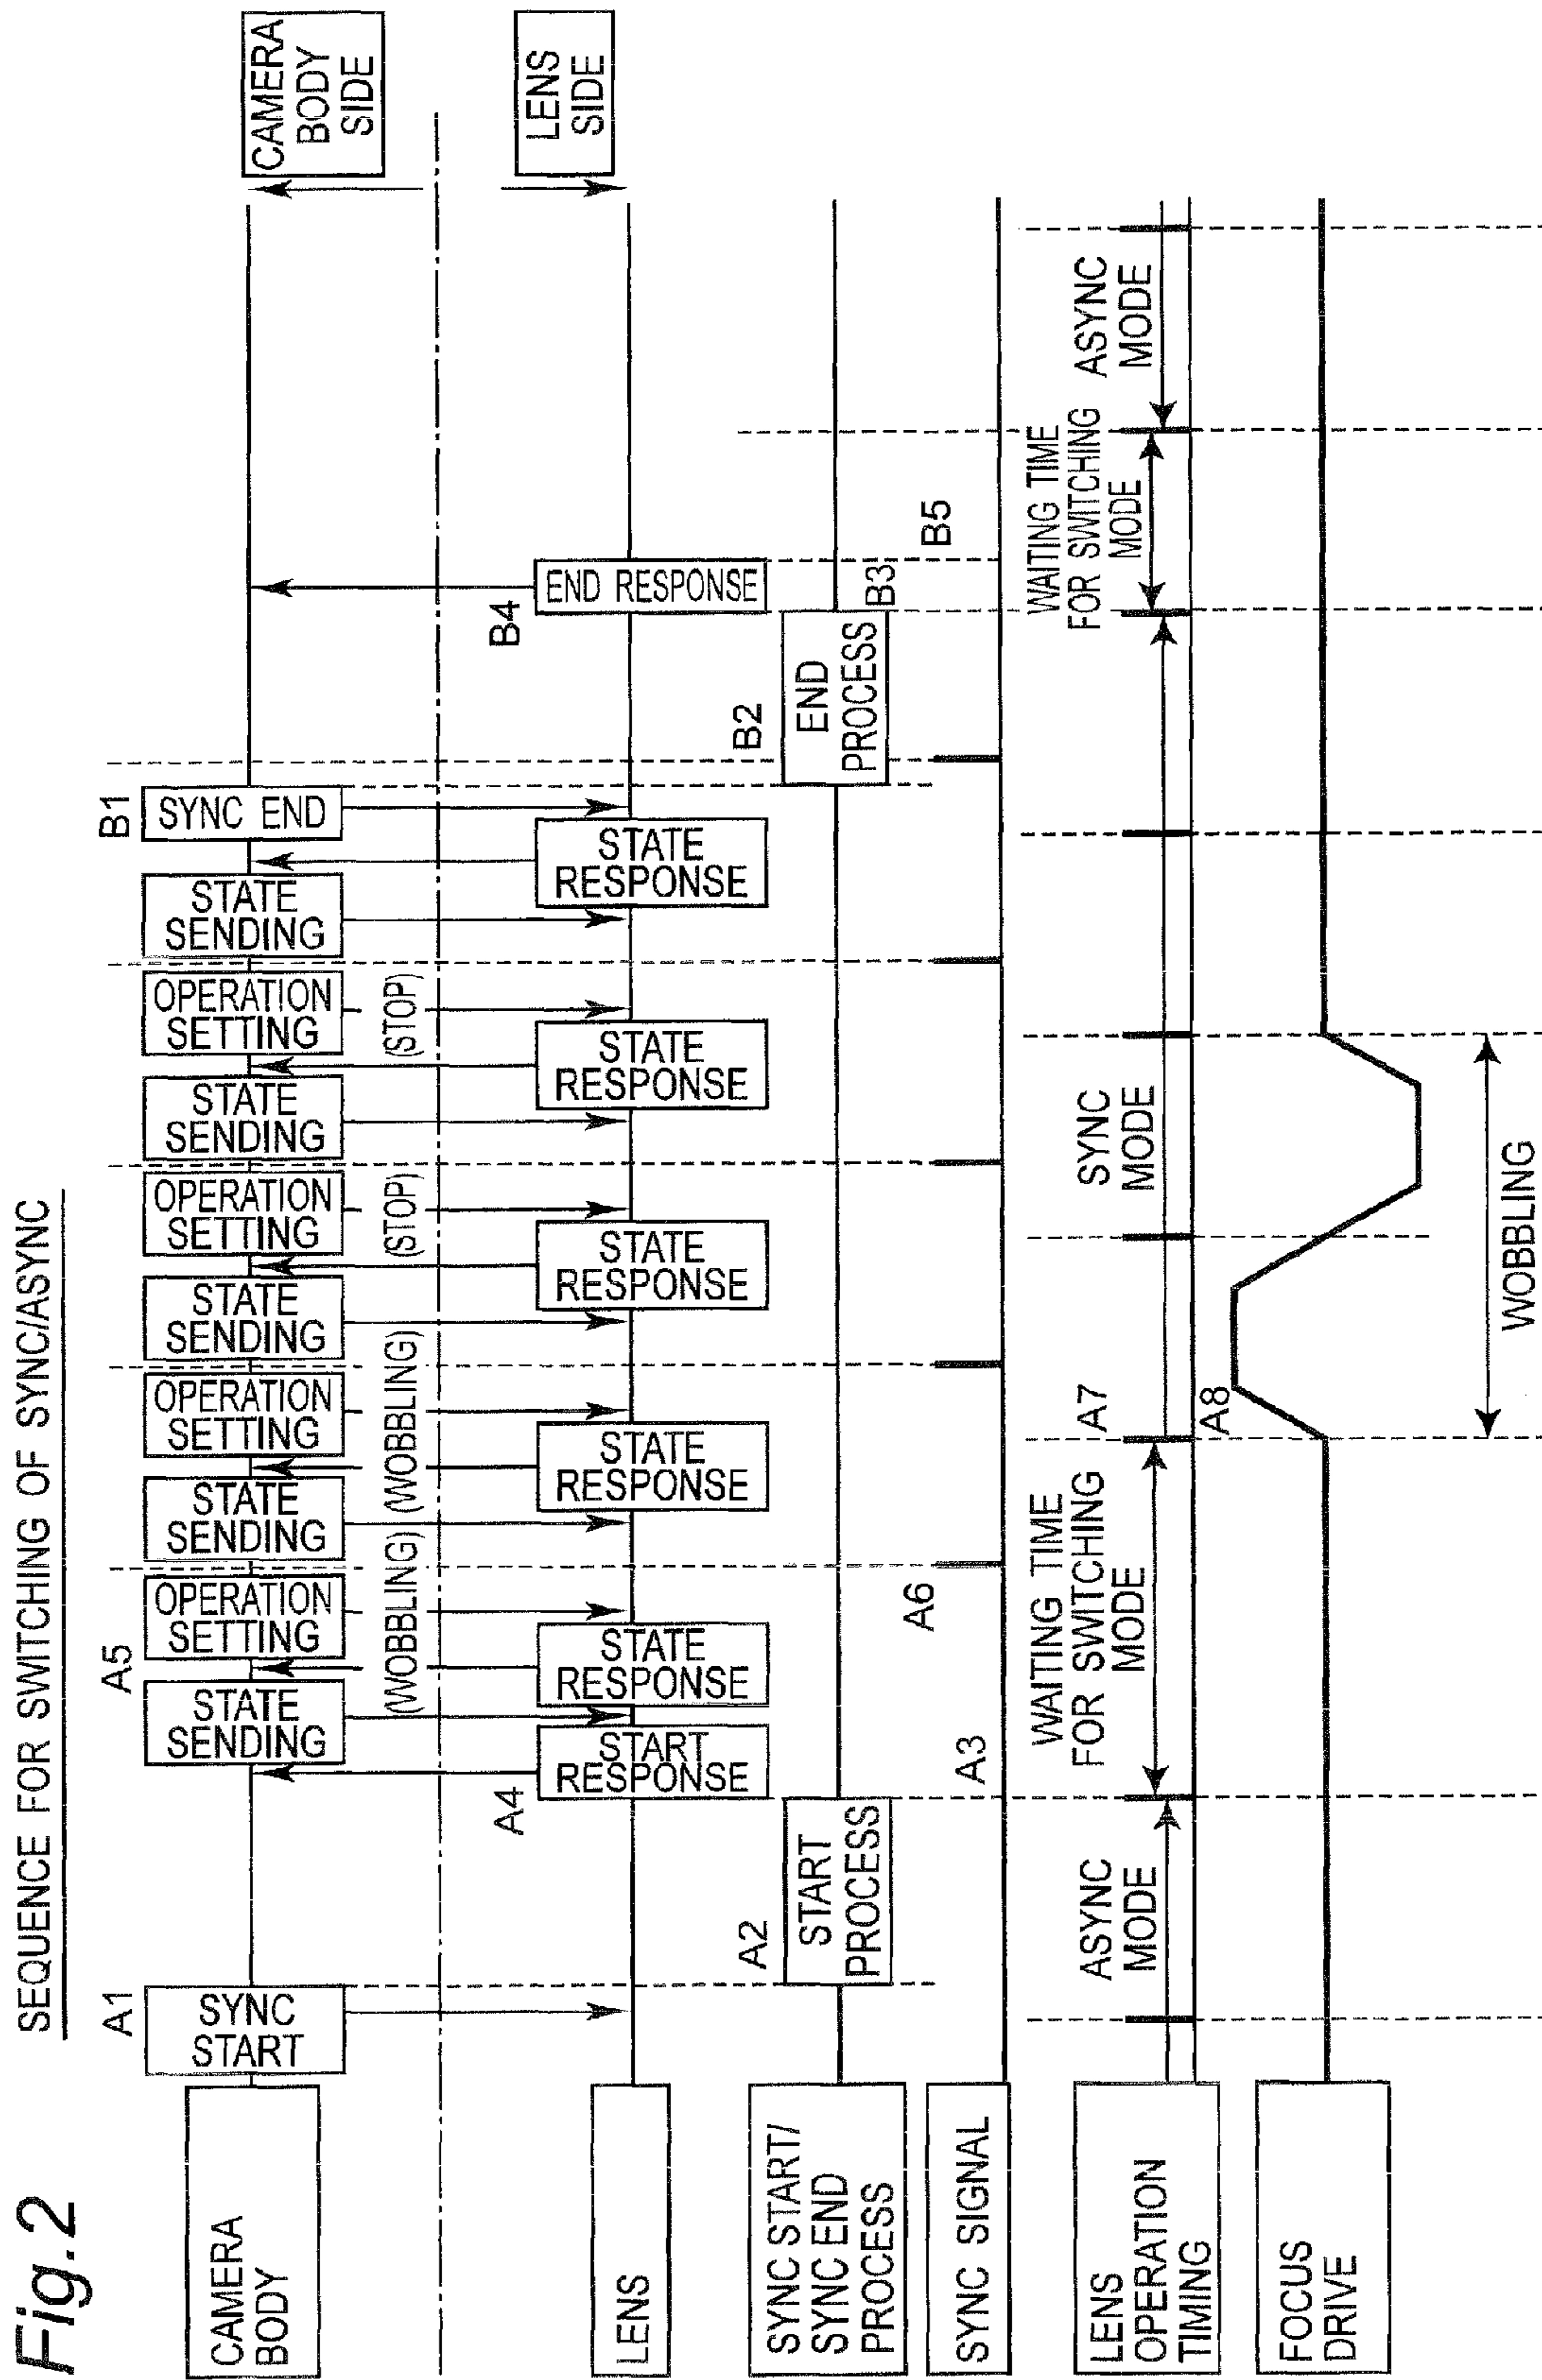 Fig.2
SEQUENCE FOR SWITCHING OF SYNC/ASYNC
CAMERA
BODY
A1
SYNC
START
STATE
SENDING
A5
OPERATION
SETTING
STATE
SENDING
OPERATION
SETTING
STATE
SENDING
OPERATION
SETTING
STATE
SENDING
OPERATION
SETTING
STATE
SENDING
B1
SYNC END
CAMERA
BODY
SIDE
(WOBBLING)
(WOBBLING)
(STOP)
(STOP)
LENS
A4
START
RESPONSE
STATE
RESPONSE
STATE
RESPONSE
STATE
RESPONSE
STATE
RESPONSE
STATE
RESPONSE
B4
END RESPONSE
LENS
SIDE
SYNC START/
SYNC END
PROCESS
A2
START
PROCESS
B2
END
PROCESS
B3
SYNC SIGNAL
A3
A6
B5
LENS
OPERATION
TIMING
ASYNC
MODE
WAITING TIME
FOR SWITCHING
MODE
A7
SYNC
MODE
WAITING TIME
FOR SWITCHING
MODE
ASYNC
MODE
FOCUS
DRIVE
A8
WOBBLING